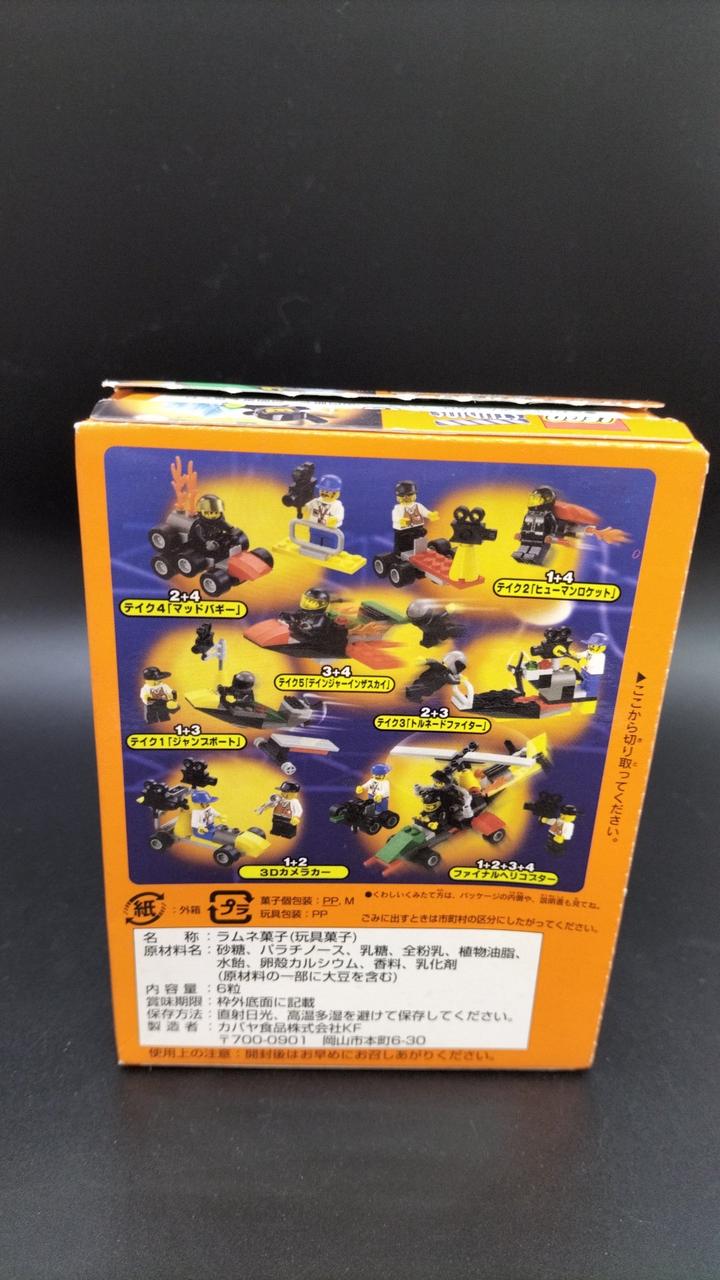 LEGO
STUDIOS
2+4
テイク4「マッドバギー」
1+4
テイク2「ヒューマンロケット」
3+4
テイク5「デインジャーインザスカイ」
1+3
テイク1「ジャンプボート」
2+3
テイク3「トルネードファイター」
1+2
3Dカメラカー
1+2+3+4
ファイナルヘリコプター
▶ここから切り取ってください。
紙：外箱
プラ
菓子個包装：PP, M
玩具包装：PP
●くわしいくみたて方は、パッケージの内側や、説明書も見てね。
ごみに出すときは市町村の区分にしたがってください。
名　称：ラムネ菓子(玩具菓子)
原材料名：砂糖、パラチノース、乳糖、全粉乳、植物油脂、
水飴、卵殻カルシウム、香料、乳化剤
(原材料の一部に大豆を含む)
内容量：6粒
賞味期限：枠外底面に記載
保存方法：直射日光、高温多湿を避けて保存してください。
製造者：カバヤ食品株式会社KF
〒700-0901　岡山市本町6-30
使用上の注意：開封後はお早めにお召しあがりください。